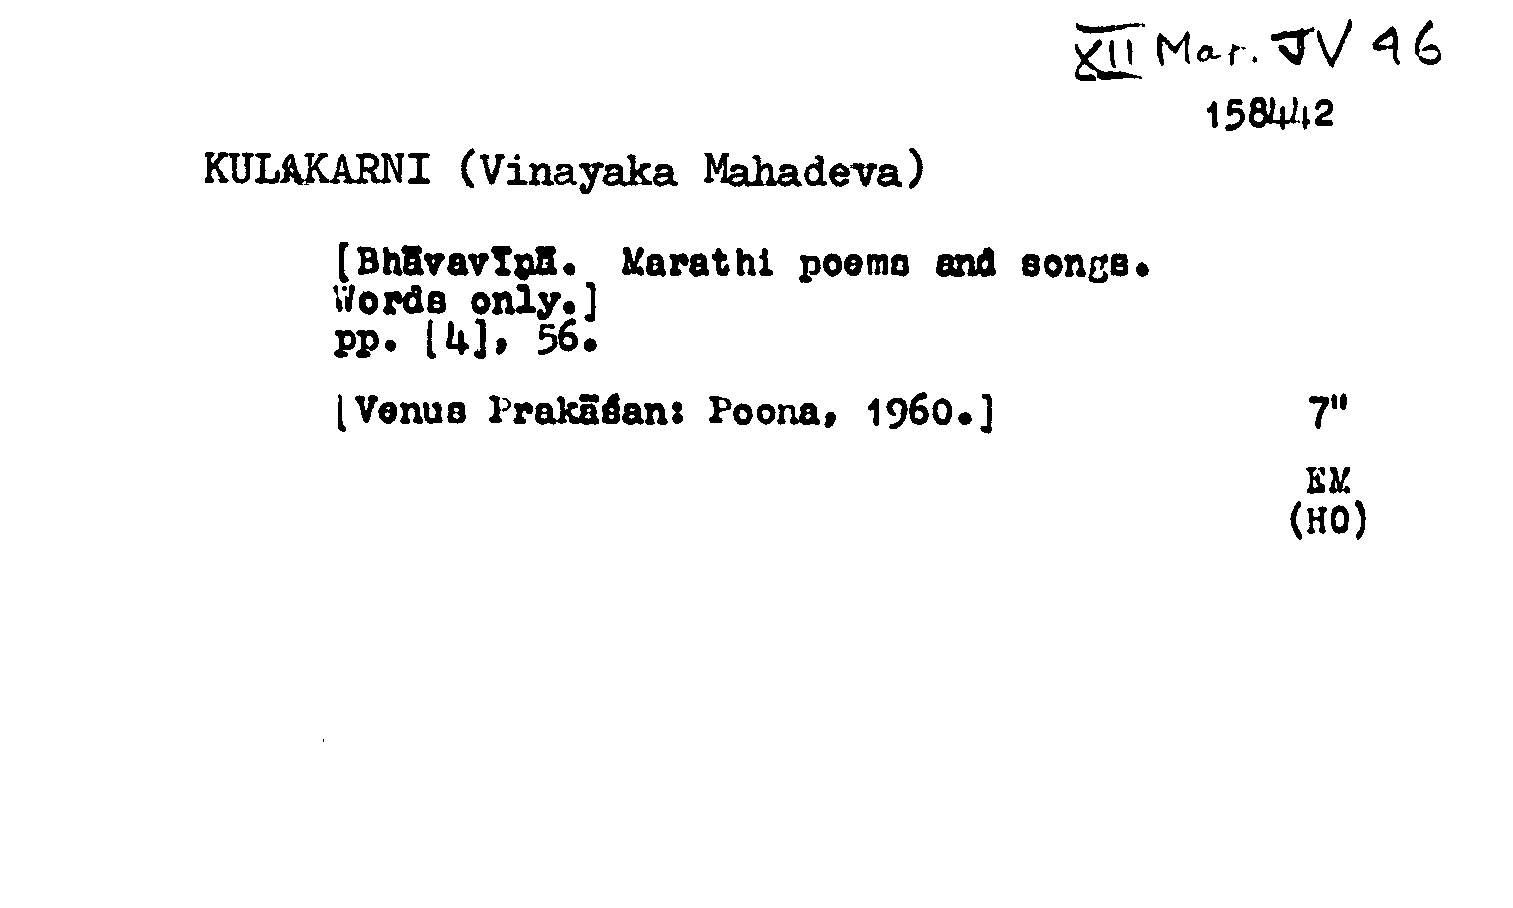 XII Mar. JV 46
158442
KULAKARNI (Vinayaka Mahadeva)
[Bhāvavīṇā. Marathi poems and songs.
Words only.]
pp. [4], 56.
[Venus Prakāśan: Poona, 1960.] 7"
EM
(HO)